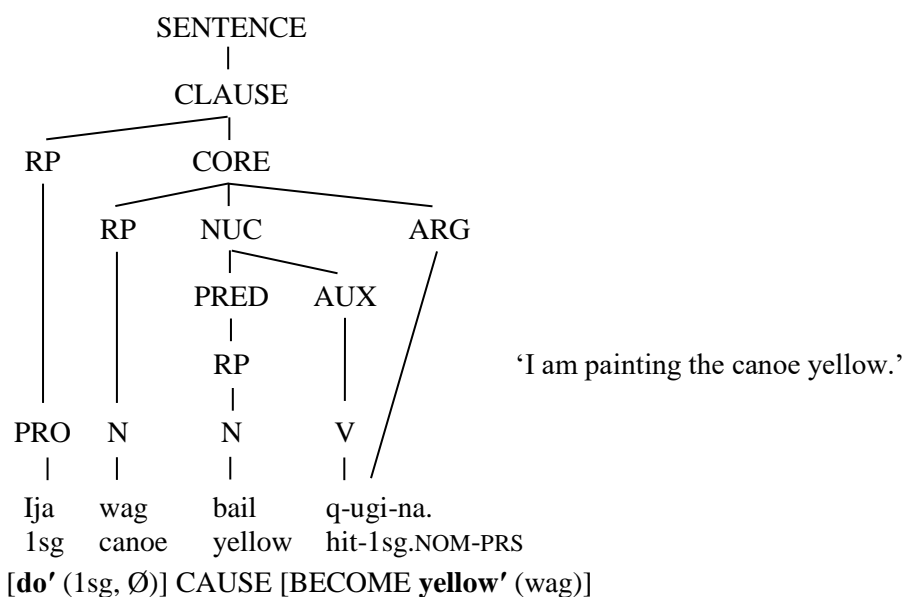 SENTENCE
CLAUSE
RP CORE
RP NUC ARG
PRED AUX
RP
‘I am painting the canoe yellow.’
PRO N N V
Ija wag bail q-ugi-na.
1sg canoe yellow hit-1sg.NOM-PRS
[do′ (1sg, Ø)] CAUSE [BECOME yellow′ (wag)]